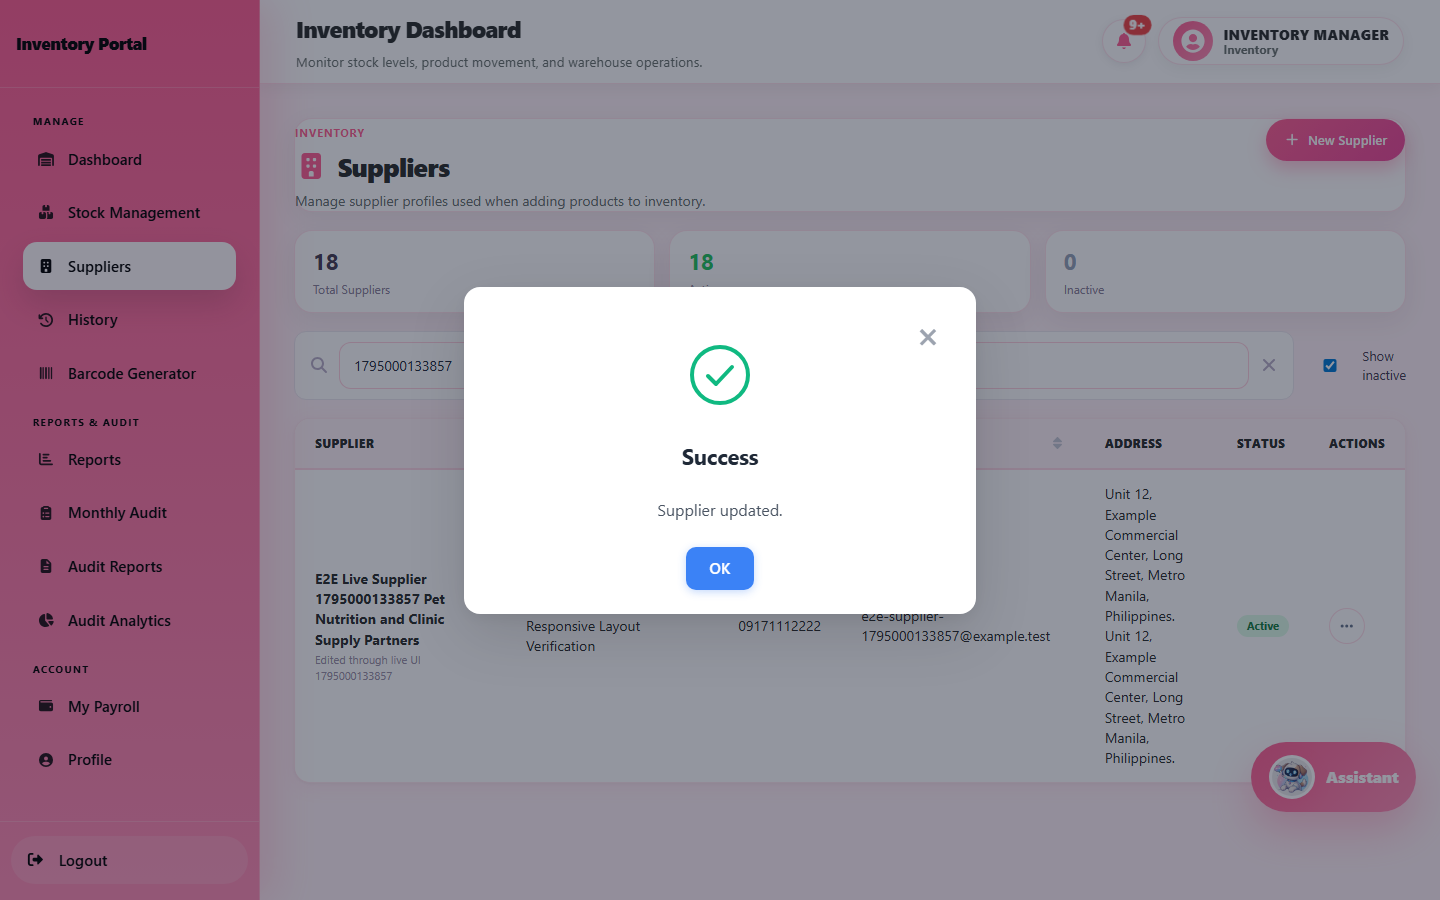 Inventory Portal
MANAGE
Dashboard
Stock Management
Suppliers
History
Barcode Generator
REPORTS & AUDIT
Reports
Monthly Audit
Audit Reports
Audit Analytics
ACCOUNT
My Payroll
Profile
Logout
Inventory Dashboard
Monitor stock levels, product movement, and warehouse operations.
9+
INVENTORY MANAGER
Inventory
INVENTORY
Suppliers
Manage supplier profiles used when adding products to inventory.
New Supplier
18
Total Suppliers
18
0
Inactive
1795000133857
Show
inactive
SUPPLIER
ADDRESS
STATUS
ACTIONS
E2E Live Supplier
1795000133857 Pet
Nutrition and Clinic
Supply Partners
Edited through live UI
1795000133857
Responsive Layout
Verification
09171112222
e2e-supplier-
1795000133857@example.test
Unit 12,
Example
Commercial
Center, Long
Street, Metro
Manila,
Philippines.
Unit 12,
Example
Commercial
Center, Long
Street, Metro
Manila,
Philippines.
Active
Success
Supplier updated.
OK
Assistant